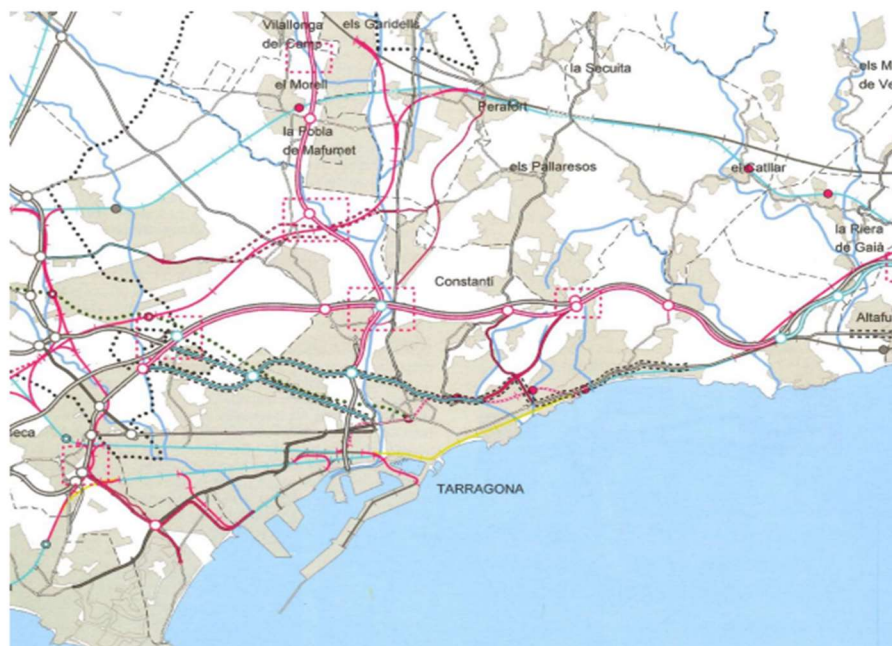 Vilallonga
del Camp
els Garidells
la Secuita
els M
de Ve
el Morell
Perafort
la Pobla
de Mafumet
els Pallaresos
el Catllar
la Riera
de Gaià
Constantí
Altafu
seca
TARRAGONA